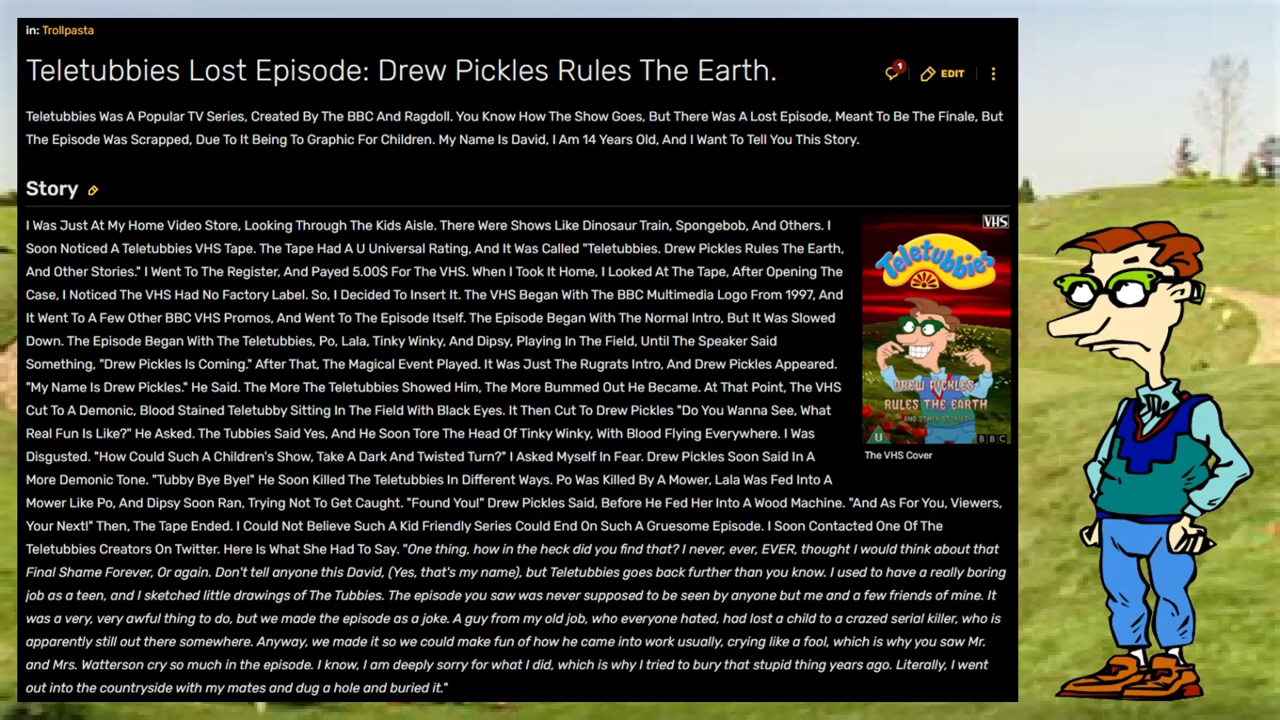 in: Trollpasta
Teletubbies Lost Episode: Drew Pickles Rules The Earth.
1
EDIT
Teletubbies Was A Popular TV Series, Created By The BBC And Ragdoll. You Know How The Show Goes, But There Was A Lost Episode, Meant To Be The Finale, But
The Episode Was Scrapped, Due To It Being To Graphic For Children. My Name Is David, I Am 14 Years Old, And I Want To Tell You This Story.
Story
I Was Just At My Home Video Store, Looking Through The Kids Aisle. There Were Shows Like Dinosaur Train, Spongebob, And Others. I
Soon Noticed A Teletubbies VHS Tape. The Tape Had A U Universal Rating, And It Was Called "Teletubbies. Drew Pickles Rules The Earth,
And Other Stories." I Went To The Register, And Payed 5.00$ For The VHS. When I Took It Home, I Looked At The Tape, After Opening The
Case, I Noticed The VHS Had No Factory Label. So, I Decided To Insert It. The VHS Began With The BBC Multimedia Logo From 1997, And
It Went To A Few Other BBC VHS Promos, And Went To The Episode Itself. The Episode Began With The Normal Intro, But It Was Slowed
Down. The Episode Began With The Teletubbies, Po, Lala, Tinky Winky, And Dipsy, Playing In The Field, Until The Speaker Said
Something, "Drew Pickles Is Coming." After That, The Magical Event Played. It Was Just The Rugrats Intro, And Drew Pickles Appeared.
"My Name Is Drew Pickles." He Said. The More The Teletubbies Showed Him, The More Bummed Out He Became. At That Point, The VHS
Cut To A Demonic, Blood Stained Teletubby Sitting In The Field With Black Eyes. It Then Cut To Drew Pickles "Do You Wanna See, What
Real Fun Is Like?" He Asked. The Tubbies Said Yes, And He Soon Tore The Head Of Tinky Winky, With Blood Flying Everywhere. I Was
Disgusted. "How Could Such A Children's Show, Take A Dark And Twisted Turn?" I Asked Myself In Fear. Drew Pickles Soon Said In A
More Demonic Tone. "Tubby Bye Bye!" He Soon Killed The Teletubbies In Different Ways. Po Was Killed By A Mower, Lala Was Fed Into A
Mower Like Po, And Dipsy Soon Ran, Trying Not To Get Caught. "Found You!" Drew Pickles Said, Before He Fed Her Into A Wood Machine. "And As For You, Viewers,
Your Next!" Then, The Tape Ended. I Could Not Believe Such A Kid Friendly Series Could End On Such A Gruesome Episode. I Soon Contacted One Of The
Teletubbies Creators On Twitter. Here Is What She Had To Say. "One thing, how in the heck did you find that? I never, ever, EVER, thought I would think about that
Final Shame Forever, Or again. Don't tell anyone this David, (Yes, that's my name), but Teletubbies goes back further than you know. I used to have a really boring
job as a teen, and I sketched little drawings of The Tubbies. The episode you saw was never supposed to be seen by anyone but me and a few friends of mine. It
was a very, very awful thing to do, but we made the episode as a joke. A guy from my old job, who everyone hated, had lost a child to a crazed serial killer, who is
apparently still out there somewhere. Anyway, we made it so we could make fun of how he came into work usually, crying like a fool, which is why you saw Mr.
and Mrs. Watterson cry so much in the episode. I know, I am deeply sorry for what I did, which is why I tried to bury that stupid thing years ago. Literally, I went
out into the countryside with my mates and dug a hole and buried it."
VHS
Teletubbies
DREW PICKLES
RULES THE EARTH
AND OTHER STORIES
U
BBC
The VHS Cover